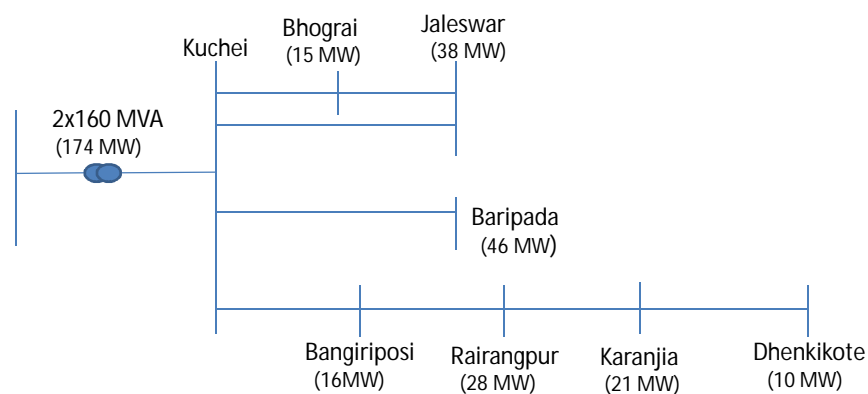 Kuchei
Bhograi
(15 MW)
Jaleswar
(38 MW)
2x160 MVA
(174 MW)
Baripada
(46 MW)
Bangiriposi
(16MW)
Rairangpur
(28 MW)
Karanjia
(21 MW)
Dhenkikote
(10 MW)